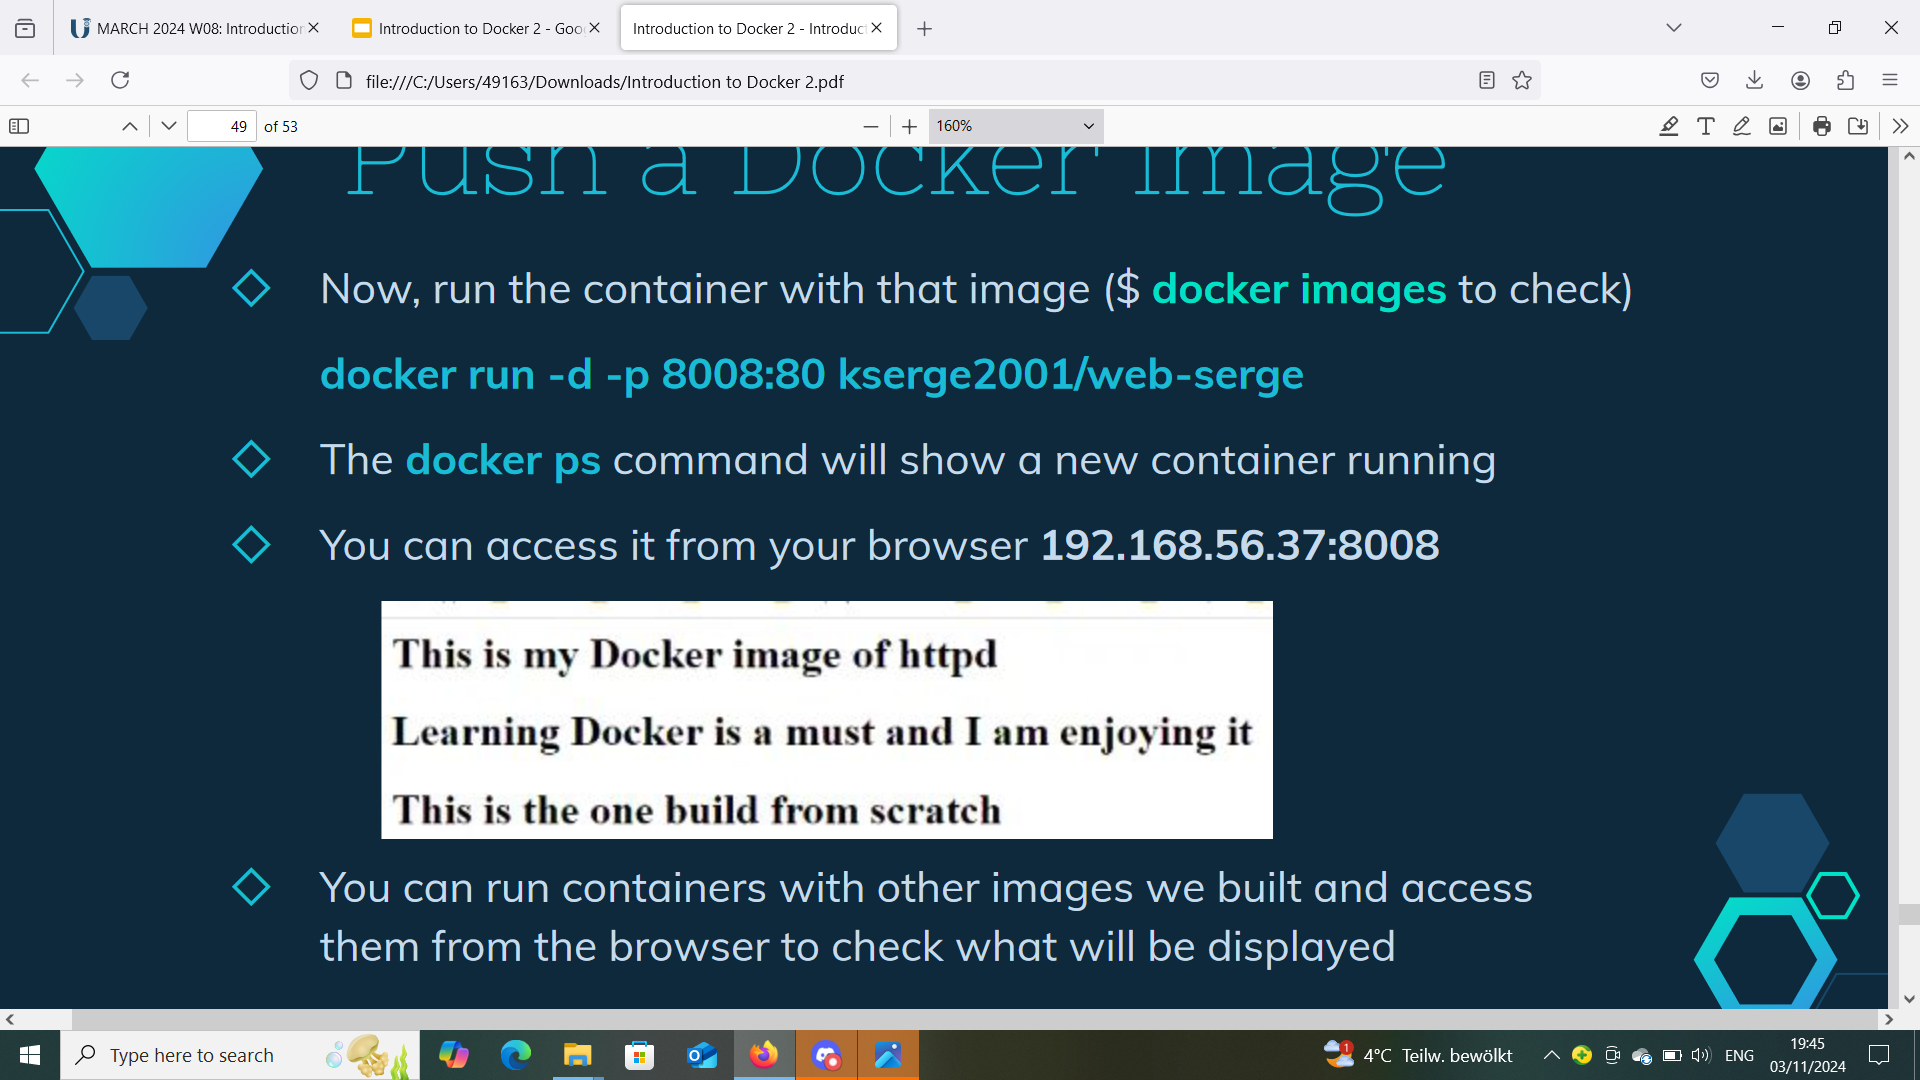 MARCH 2024 W08: Introduction
Introduction to Docker 2 - Goo
Introduction to Docker 2 - Introduc
file:///C:/Users/49163/Downloads/Introduction to Docker 2.pdf
49 of 53
160%
Push a Docker Image
Now, run the container with that image ($ docker images to check)
docker run -d -p 8008:80 kserge2001/web-serge
The docker ps command will show a new container running
You can access it from your browser 192.168.56.37:8008
This is my Docker image of httpd
Learning Docker is a must and I am enjoying it
This is the one build from scratch
You can run containers with other images we built and access
them from the browser to check what will be displayed
Type here to search
1
4°C Teilw. bewölkt
ENG
19:45
03/11/2024